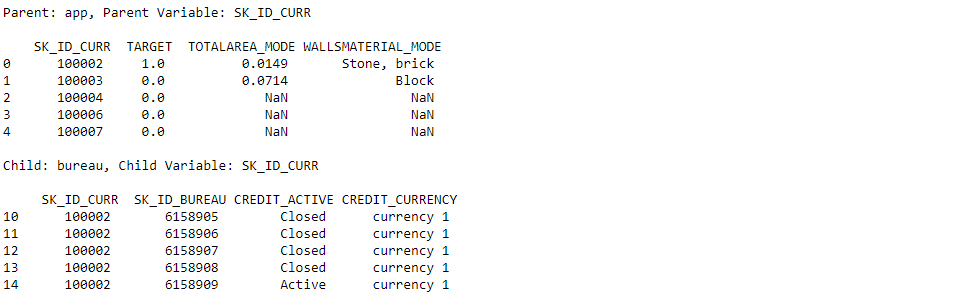 Parent: app, Parent Variable: SK_ID_CURR
SK_ID_CURR TARGET TOTALAREA_MODE WALLSMATERIAL_MODE
0 100002 1.0 0.0149 Stone, brick
1 100003 0.0 0.0714 Block
2 100004 0.0 NaN NaN
3 100006 0.0 NaN NaN
4 100007 0.0 NaN NaN
Child: bureau, Child Variable: SK_ID_CURR
SK_ID_CURR SK_ID_BUREAU CREDIT_ACTIVE CREDIT_CURRENCY
10 100002 6158905 Closed currency 1
11 100002 6158906 Closed currency 1
12 100002 6158907 Closed currency 1
13 100002 6158908 Closed currency 1
14 100002 6158909 Active currency 1